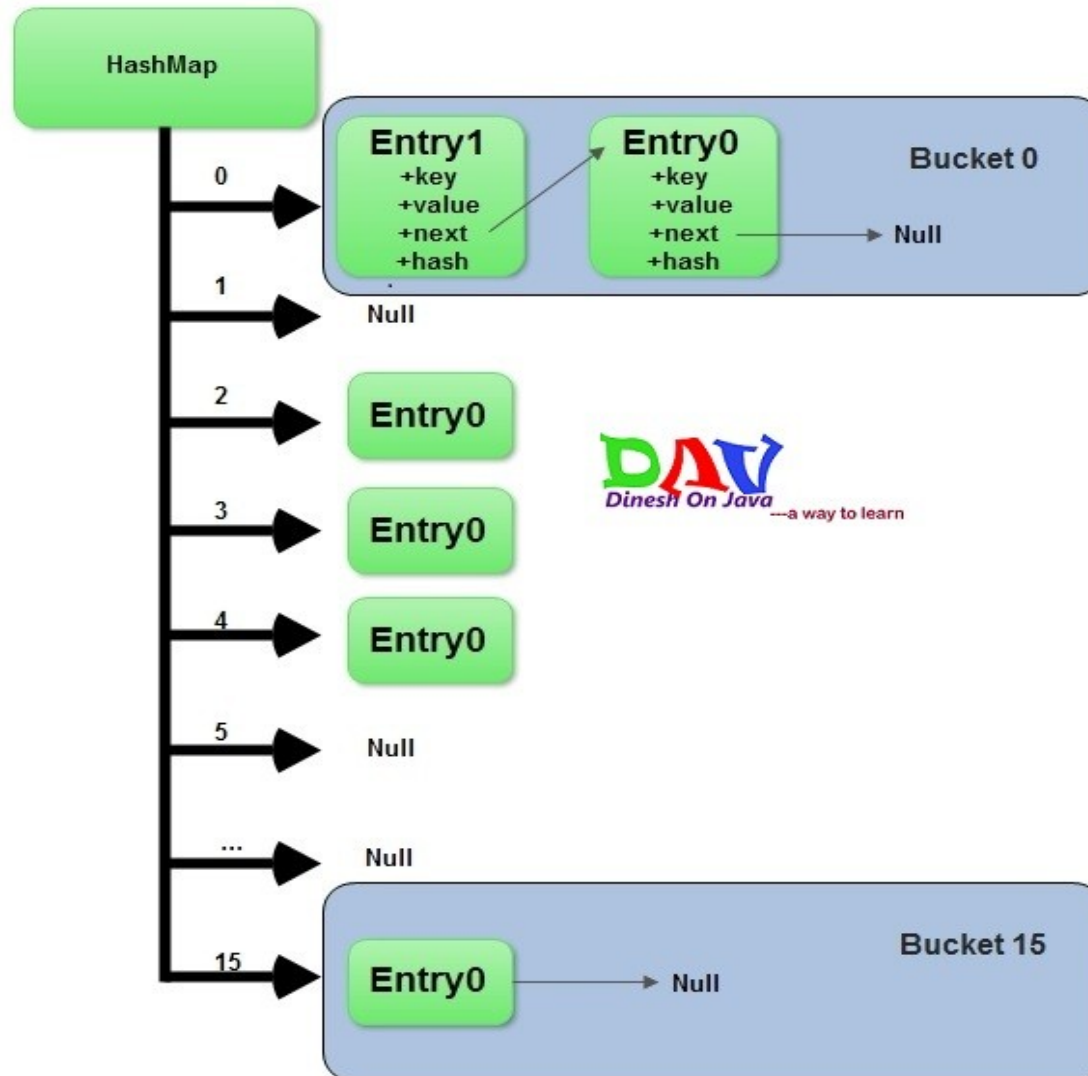 HashMap
Entry1
+key
+value
+next
+hash
Entry0
+key
+value
+next
+hash
Null
Bucket 0
0
1
Null
2
Entry0
3
Entry0
4
Entry0
5
Null
...
Null
15
Entry0
Null
Bucket 15
DAV
Dinesh On Java
---a way to learn